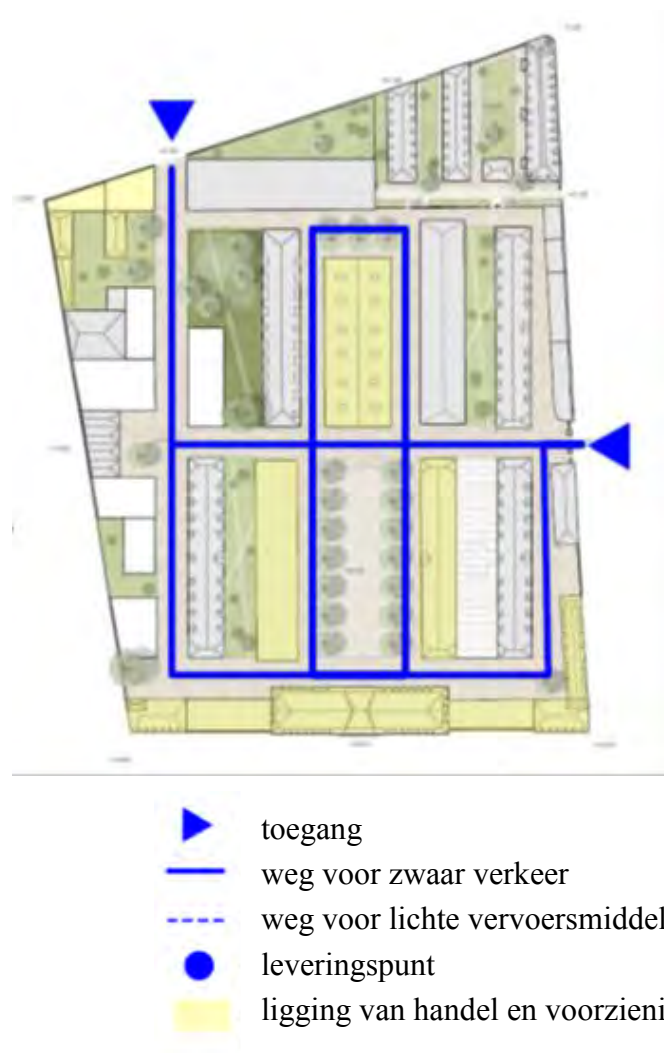 toegang
weg voor zwaar verkeer
weg voor lichte vervoersmiddel
leveringspunt
ligging van handel en voorzieni